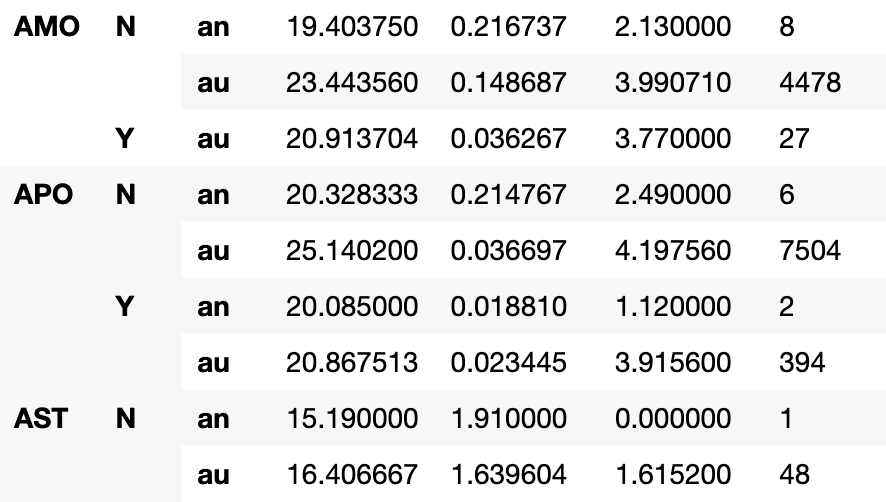 AMO N an 19.403750 0.216737 2.130000 8
au 23.443560 0.148687 3.990710 4478
Y au 20.913704 0.036267 3.770000 27
APO N an 20.328333 0.214767 2.490000 6
au 25.140200 0.036697 4.197560 7504
Y an 20.085000 0.018810 1.120000 2
au 20.867513 0.023445 3.915600 394
AST N an 15.190000 1.910000 0.000000 1
au 16.406667 1.639604 1.615200 48